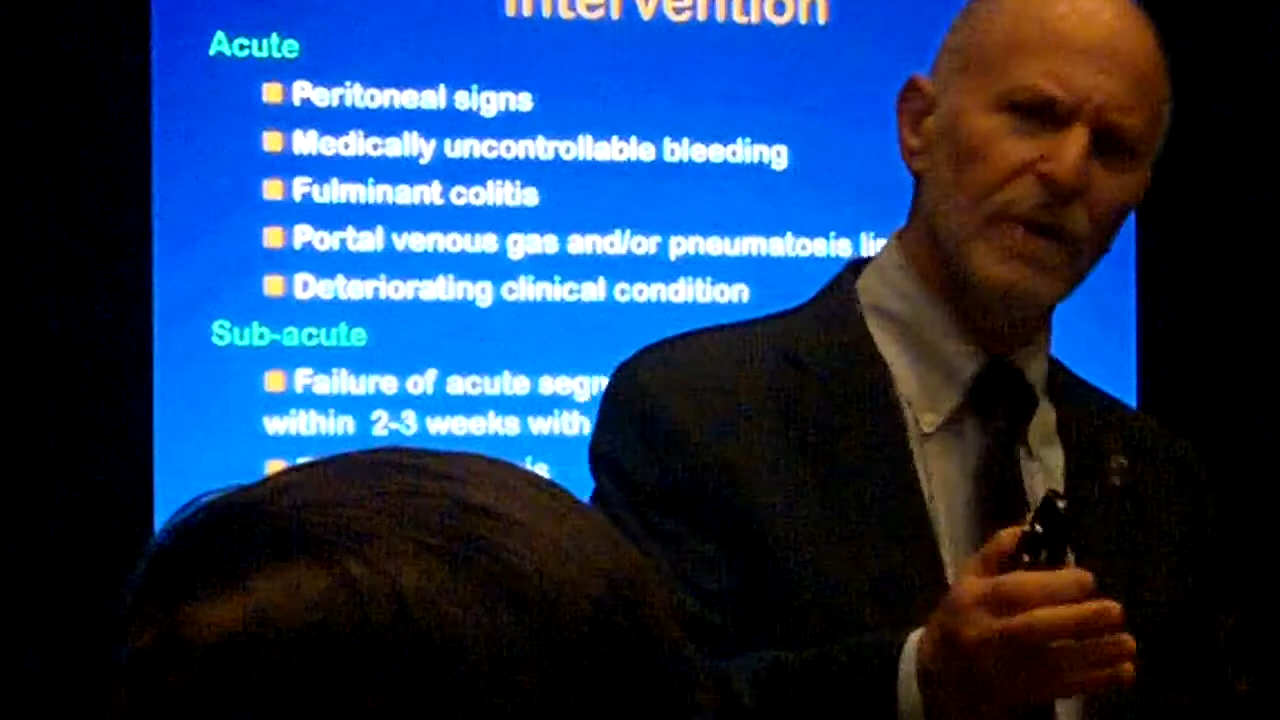 Intervention
Acute
Peritoneal signs
Medically uncontrollable bleeding
Fulminant colitis
Portal venous gas and/or pneumatosis
Deteriorating clinical condition
Sub-acute
Failure of acute
within 2-3 weeks with